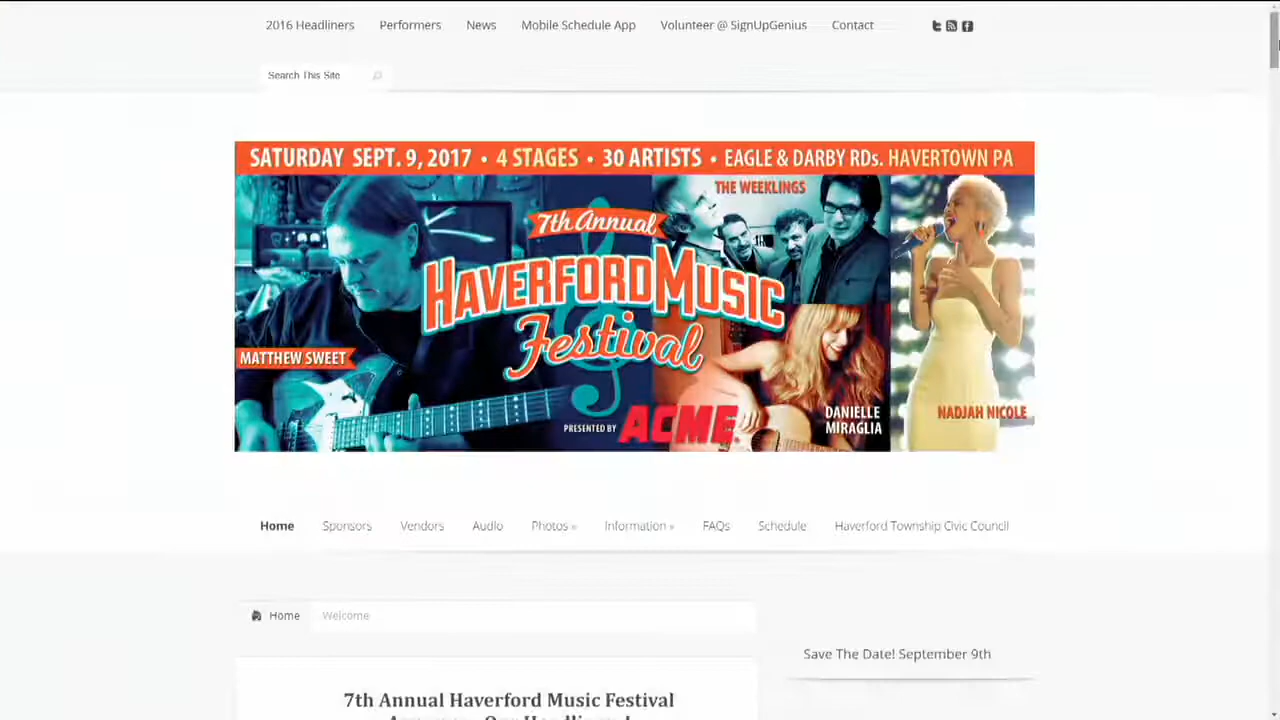 2016 Headliners Performers News Mobile Schedule App Volunteer @ SignUpGenius Contact
Search This Site
SATURDAY SEPT. 9, 2017 • 4 STAGES • 30 ARTISTS • EAGLE & DARBY RDs. HAVERTOWN PA
THE WEEKLINGS
7th Annual
HAVERFORD MUSIC
Festival
MATTHEW SWEET
DANIELLE
MIRAGLIA
NADJAH NICOLE
PRESENTED BY ACME
Home Sponsors Vendors Audio Photos » Information » FAQs Schedule Haverford Township Civic Council
Home Welcome
Save The Date! September 9th
7th Annual Haverford Music Festival